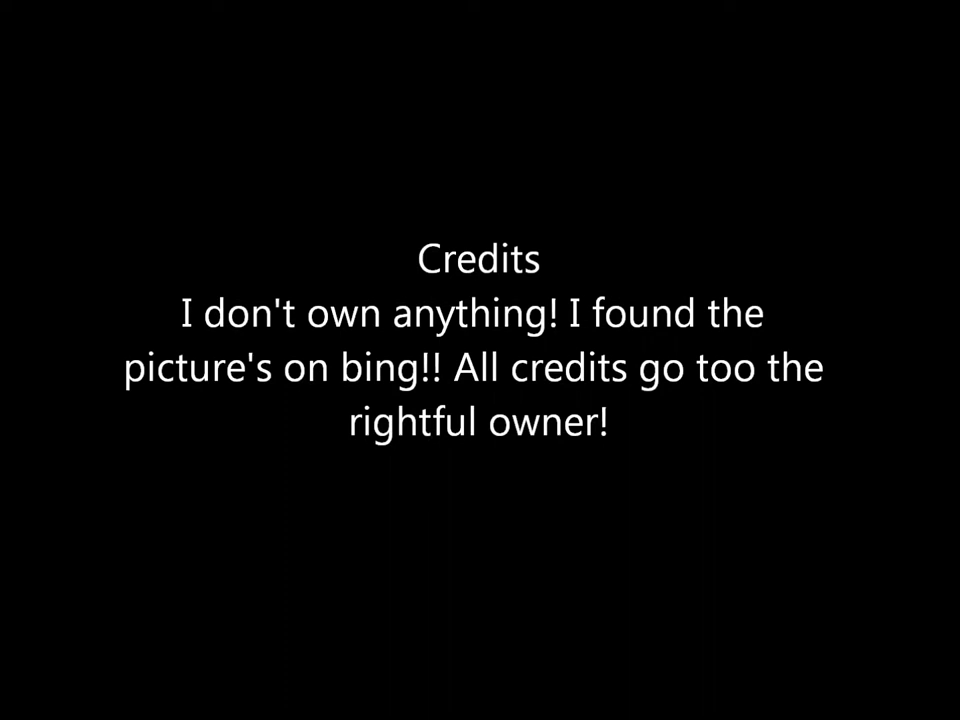 Credits
I don't own anything! I found the
picture's on bing!! All credits go too the
rightful owner!